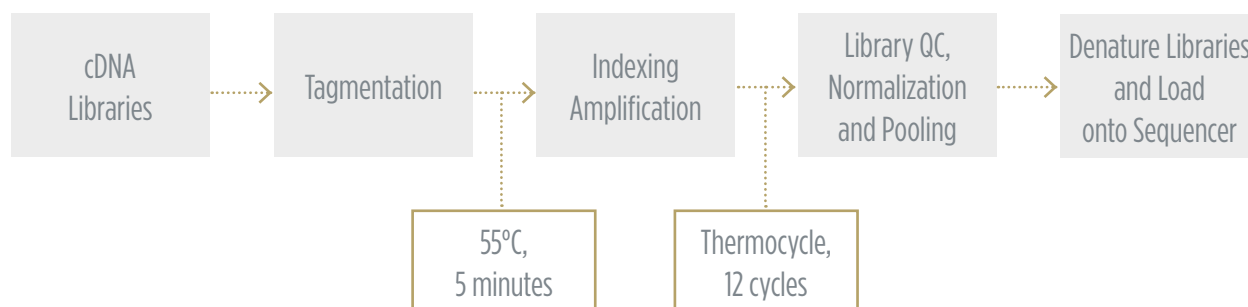 cDNA
Libraries
Tagmentation
Indexing
Amplification
Library QC,
Normalization
and Pooling
Denature Libraries
and Load
onto Sequencer
55°C,
5 minutes
Thermocycle,
12 cycles